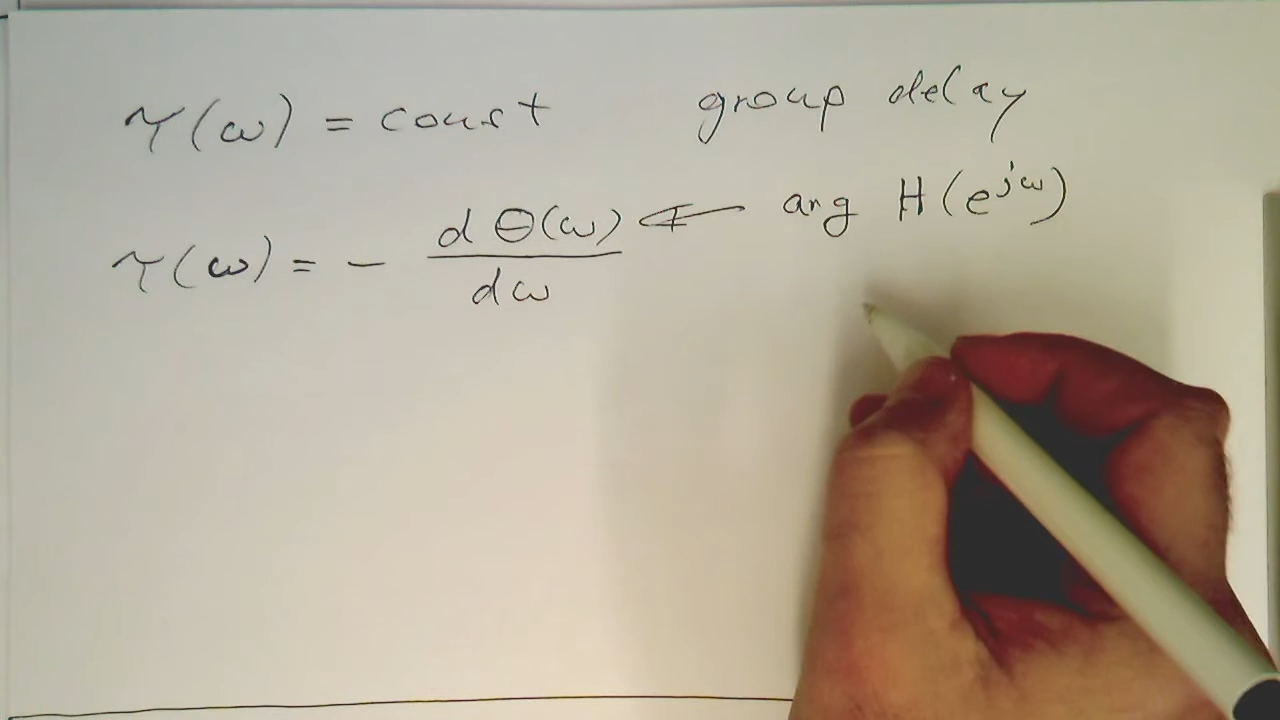 τ(ω) = const group delay
τ(ω) = - dΘ(ω)/dω ← arg H(e^jω)